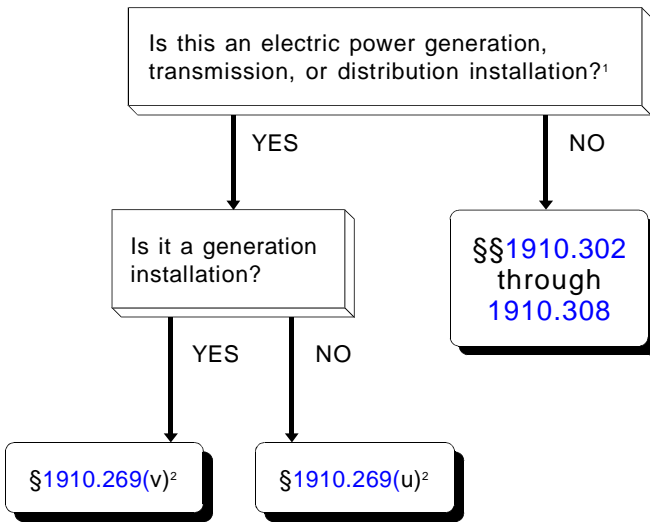 Is this an electric power generation,
transmission, or distribution installation?¹
YES
NO
Is it a generation
installation?
§§1910.302
through
1910.308
YES
NO
§1910.269(v)²
§1910.269(u)²